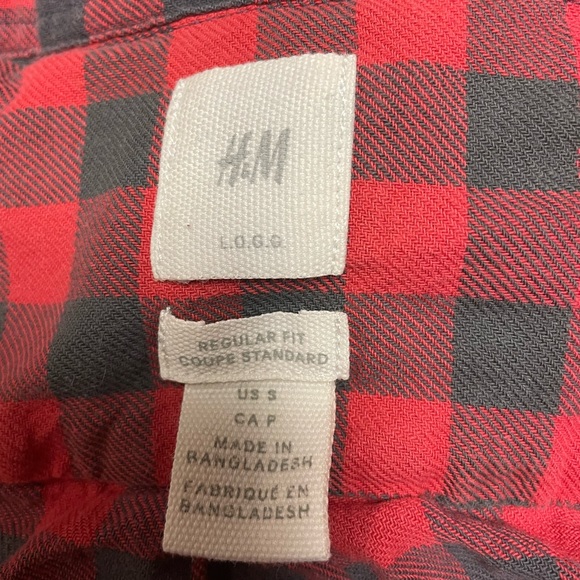 H&M
L.O.G.G.
REGULAR FIT
COUPE STANDARD
US S
CA P
MADE IN
BANGLADESH
FABRIQUÉ EN
BANGLADESH